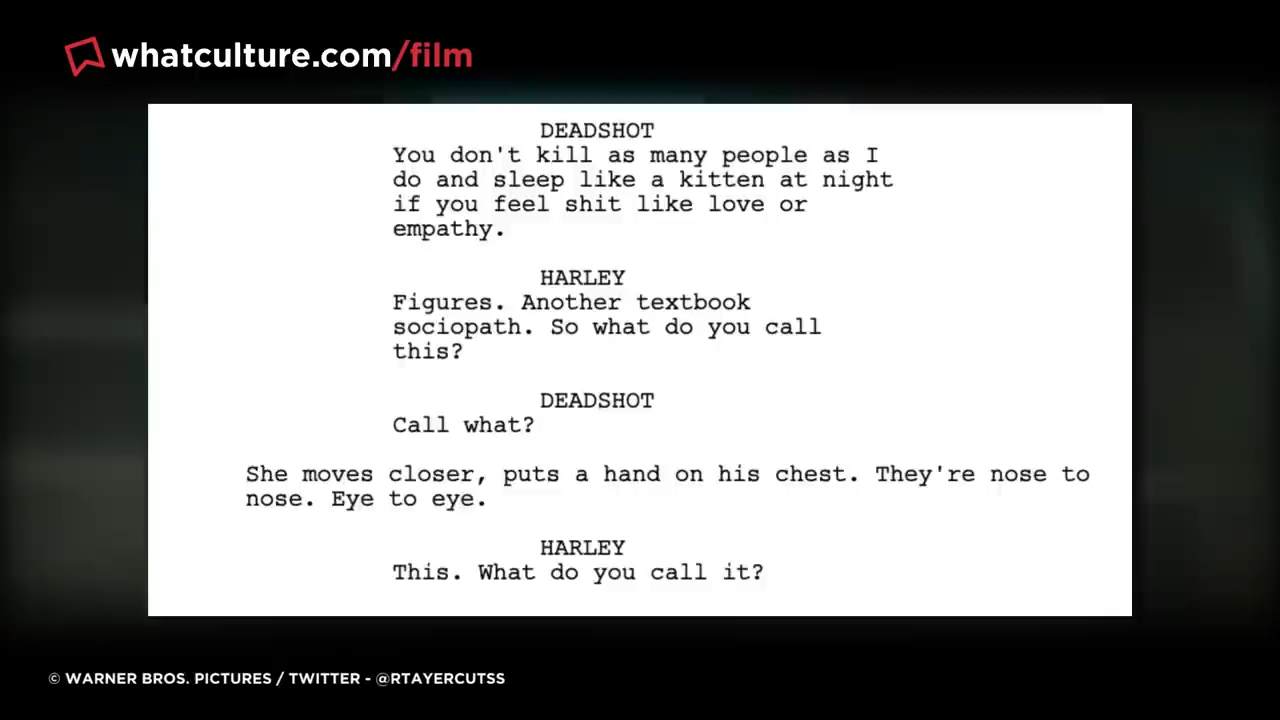 whatculture.com/film
DEADSHOT
You don't kill as many people as I
do and sleep like a kitten at night
if you feel shit like love or
empathy.
HARLEY
Figures. Another textbook
sociopath. So what do you call
this?
DEADSHOT
Call what?
She moves closer, puts a hand on his chest. They're nose to
nose. Eye to eye.
HARLEY
This. What do you call it?
© WARNER BROS. PICTURES / TWITTER - @RTAYERCUTSS